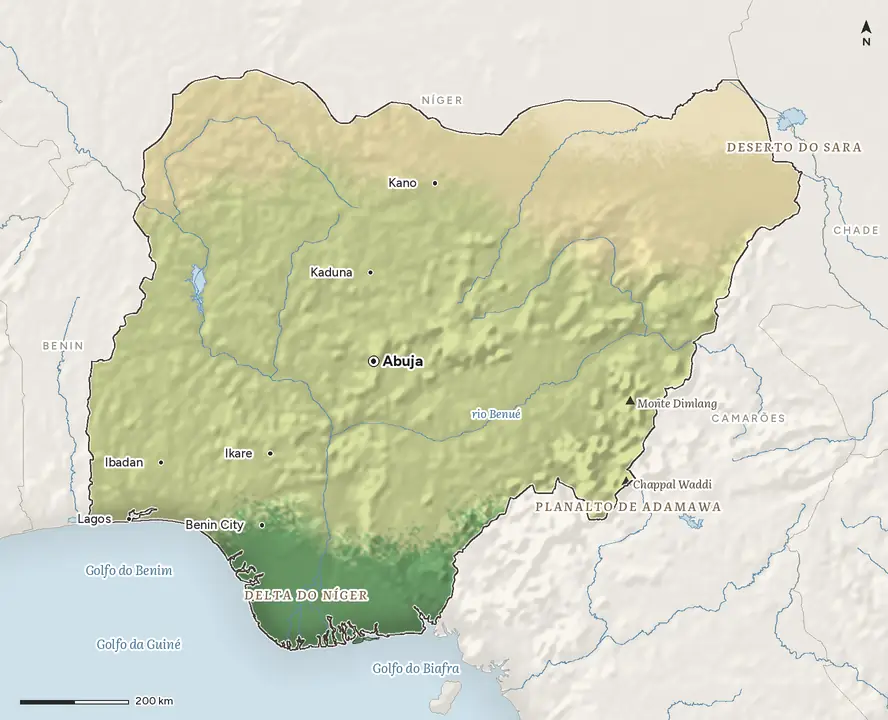 N
NÍGER
DESERTO DO SARA
Kano
CHADE
Kaduna
BENIN
Abuja
Monte Dimlang
rio Benué
CAMARÕES
Ikare
Ibadan
Chappal Waddi
PLANALTO DE ADAMAWA
Lagos
Benin City
Golfo do Benim
DELTA DO NÍGER
Golfo da Guiné
Golfo do Biafra
200 km